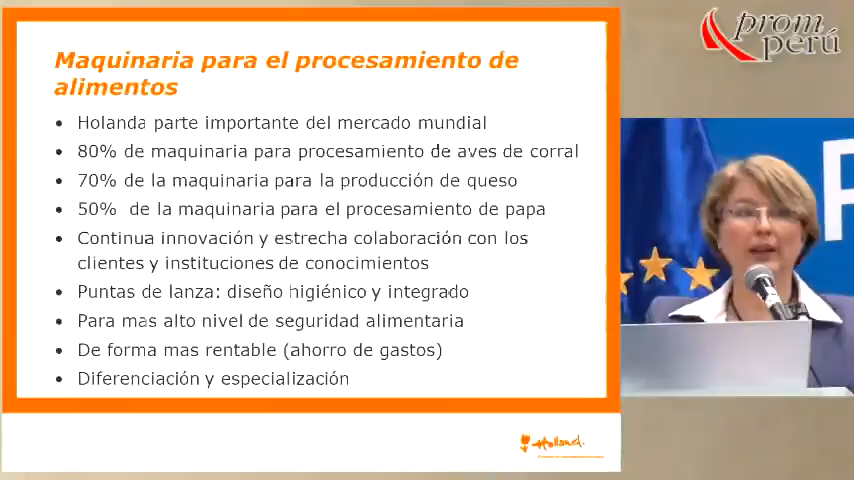 Maquinaria para el procesamiento de
alimentos
• Holanda parte importante del mercado mundial
• 80% de maquinaria para procesamiento de aves de corral
• 70% de la maquinaria para la producción de queso
• 50% de la maquinaria para el procesamiento de papa
• Continua innovación y estrecha colaboración con los
clientes y instituciones de conocimientos
• Puntas de lanza: diseño higiénico y integrado
• Para mas alto nivel de seguridad alimentaria
• De forma mas rentable (ahorro de gastos)
• Diferenciación y especialización
Holland.
prom
perú
P